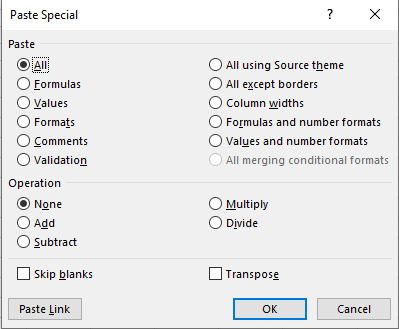 Paste Special
? ×
Paste
All
All using Source theme
Formulas
All except borders
Values
Column widths
Formats
Formulas and number formats
Comments
Values and number formats
Validation
All merging conditional formats
Operation
None
Multiply
Add
Divide
Subtract
Skip blanks
Transpose
Paste Link
OK
Cancel